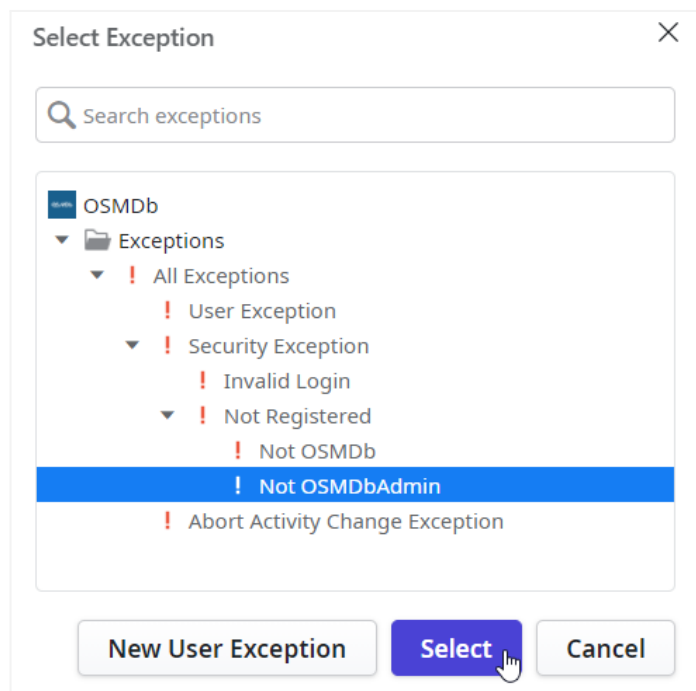 Select Exception
Search exceptions
OSMDb
Exceptions
! All Exceptions
! User Exception
! Security Exception
! Invalid Login
! Not Registered
! Not OSMDb
! Not OSMDbAdmin
! Abort Activity Change Exception
New User Exception Select Cancel